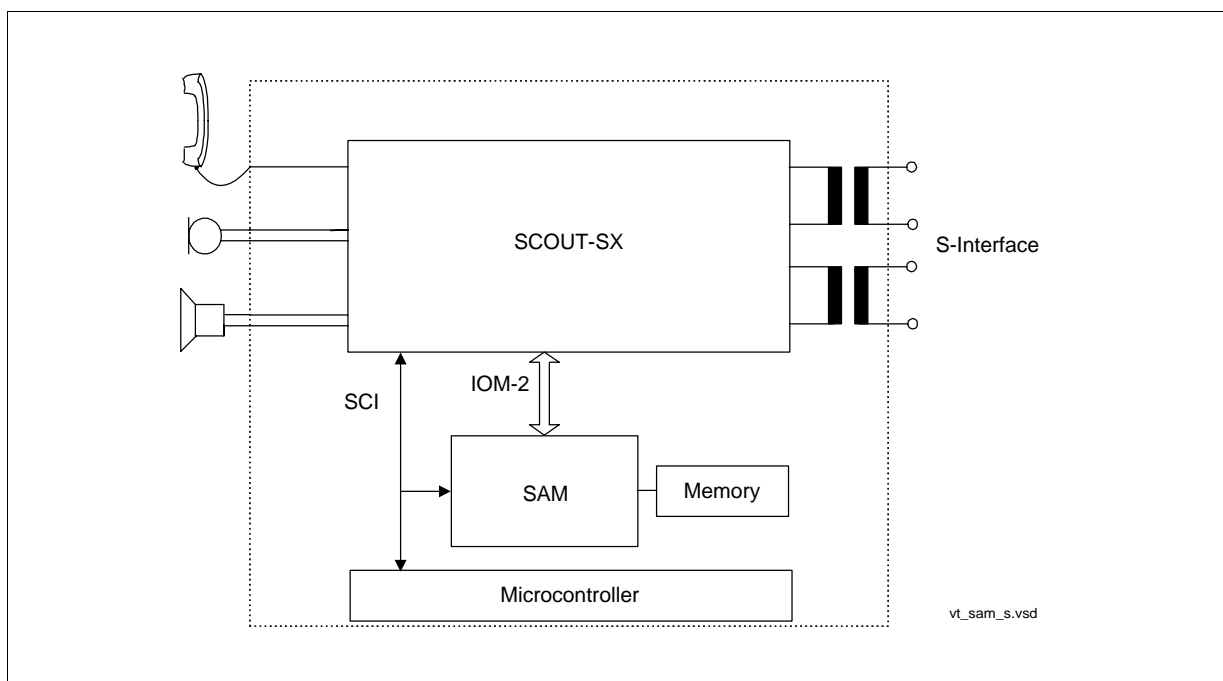 SCOUT-SX
S-Interface
IOM-2
SCI
SAM
Memory
Microcontroller
vt_sam_s.vsd